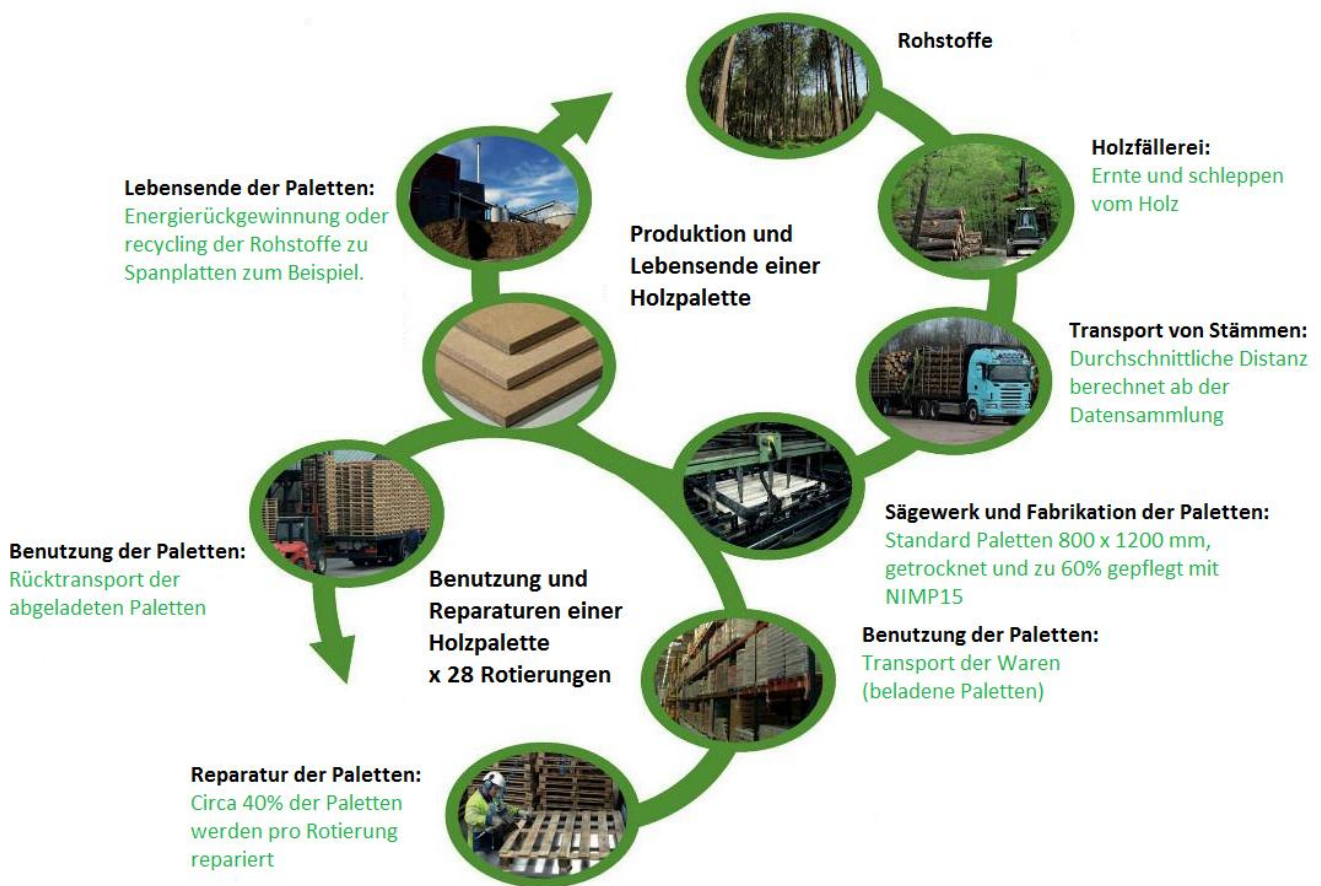 Rohstoffe
Holzfällerei:
Ernte und schleppen
vom Holz
Lebensende der Paletten:
Energierückgewinnung oder
recycling der Rohstoffe zu
Spanplatten zum Beispiel.
Produktion und
Lebensende einer
Holzpalette
Transport von Stämmen:
Durchschnittliche Distanz
berechnet ab der
Datensammlung
Sägewerk und Fabrikation der Paletten:
Standard Paletten 800 x 1200 mm,
getrocknet und zu 60% gepflegt mit
NIMP15
Benutzung der Paletten:
Rücktransport der
abgeladeten Paletten
Benutzung und
Reparaturen einer
Holzpalette
x 28 Rotierungen
Benutzung der Paletten:
Transport der Waren
(beladene Paletten)
Reparatur der Paletten:
Circa 40% der Paletten
werden pro Rotierung
repariert